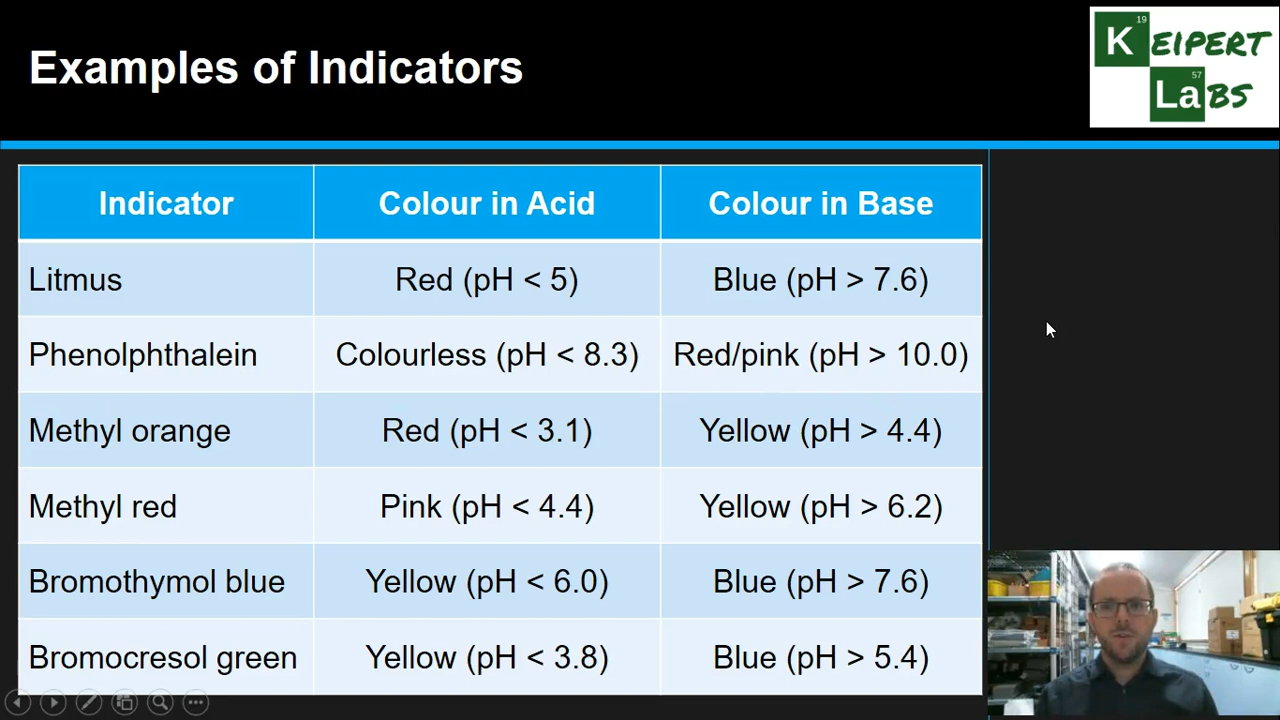 Examples of Indicators
19
K EIPERT
57
La BS
Indicator Colour in Acid Colour in Base
Litmus Red (pH < 5) Blue (pH > 7.6)
Phenolphthalein Colourless (pH < 8.3) Red/pink (pH > 10.0)
Methyl orange Red (pH < 3.1) Yellow (pH > 4.4)
Methyl red Pink (pH < 4.4) Yellow (pH > 6.2)
Bromothymol blue Yellow (pH < 6.0) Blue (pH > 7.6)
Bromocresol green Yellow (pH < 3.8) Blue (pH > 5.4)